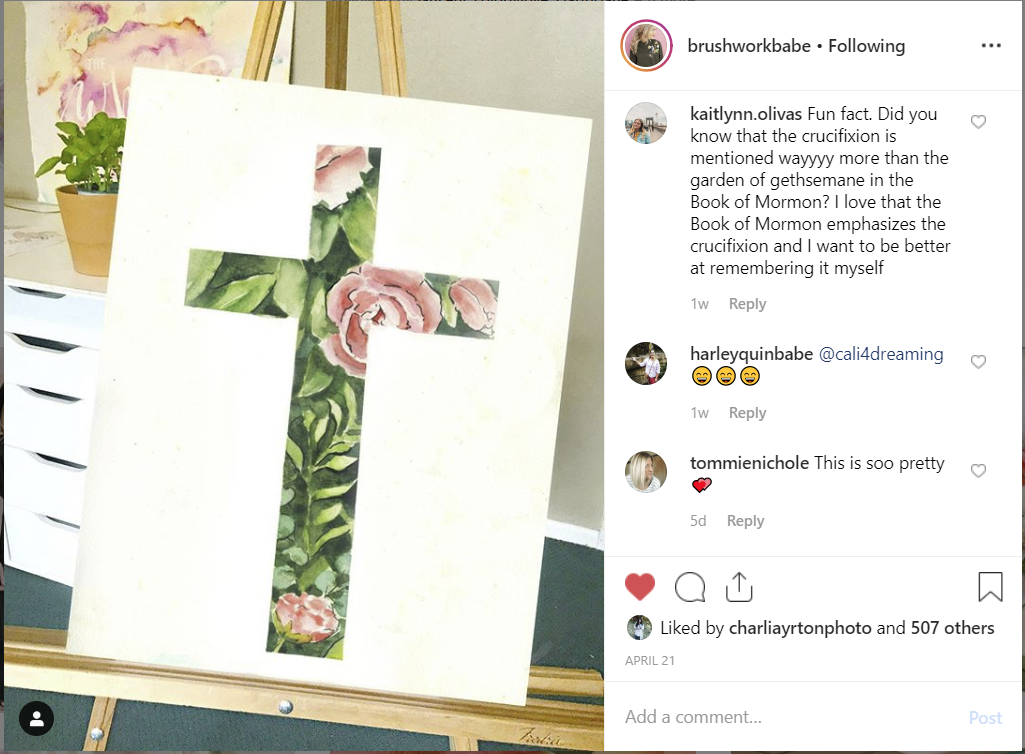 THE
brushworkbabe • Following
kaitlynn.olivas Fun fact. Did you
know that the crucifixion is
mentioned wayyyy more than the
garden of gethsemane in the
Book of Mormon? I love that the
Book of Mormon emphasizes the
crucifixion and I want to be better
at remembering it myself
1w Reply
harleyquinbabe @cali4dreaming
😄😄😄
1w Reply
tommienichole This is soo pretty
💕
5d Reply
Liked by charliayrtonphoto and 507 others
APRIL 21
Add a comment... Post